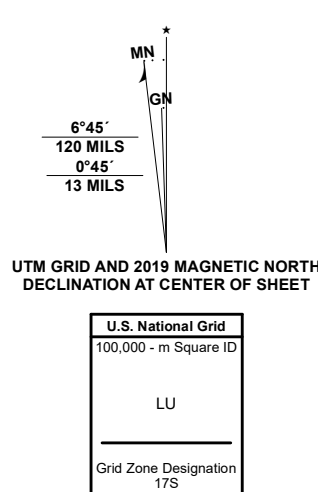 ★
MN
GN
6°45´
120 MILS
0°45´
13 MILS
UTM GRID AND 2019 MAGNETIC NORTH
DECLINATION AT CENTER OF SHEET
U.S. National Grid
100,000 - m Square ID
LU
Grid Zone Designation
17S